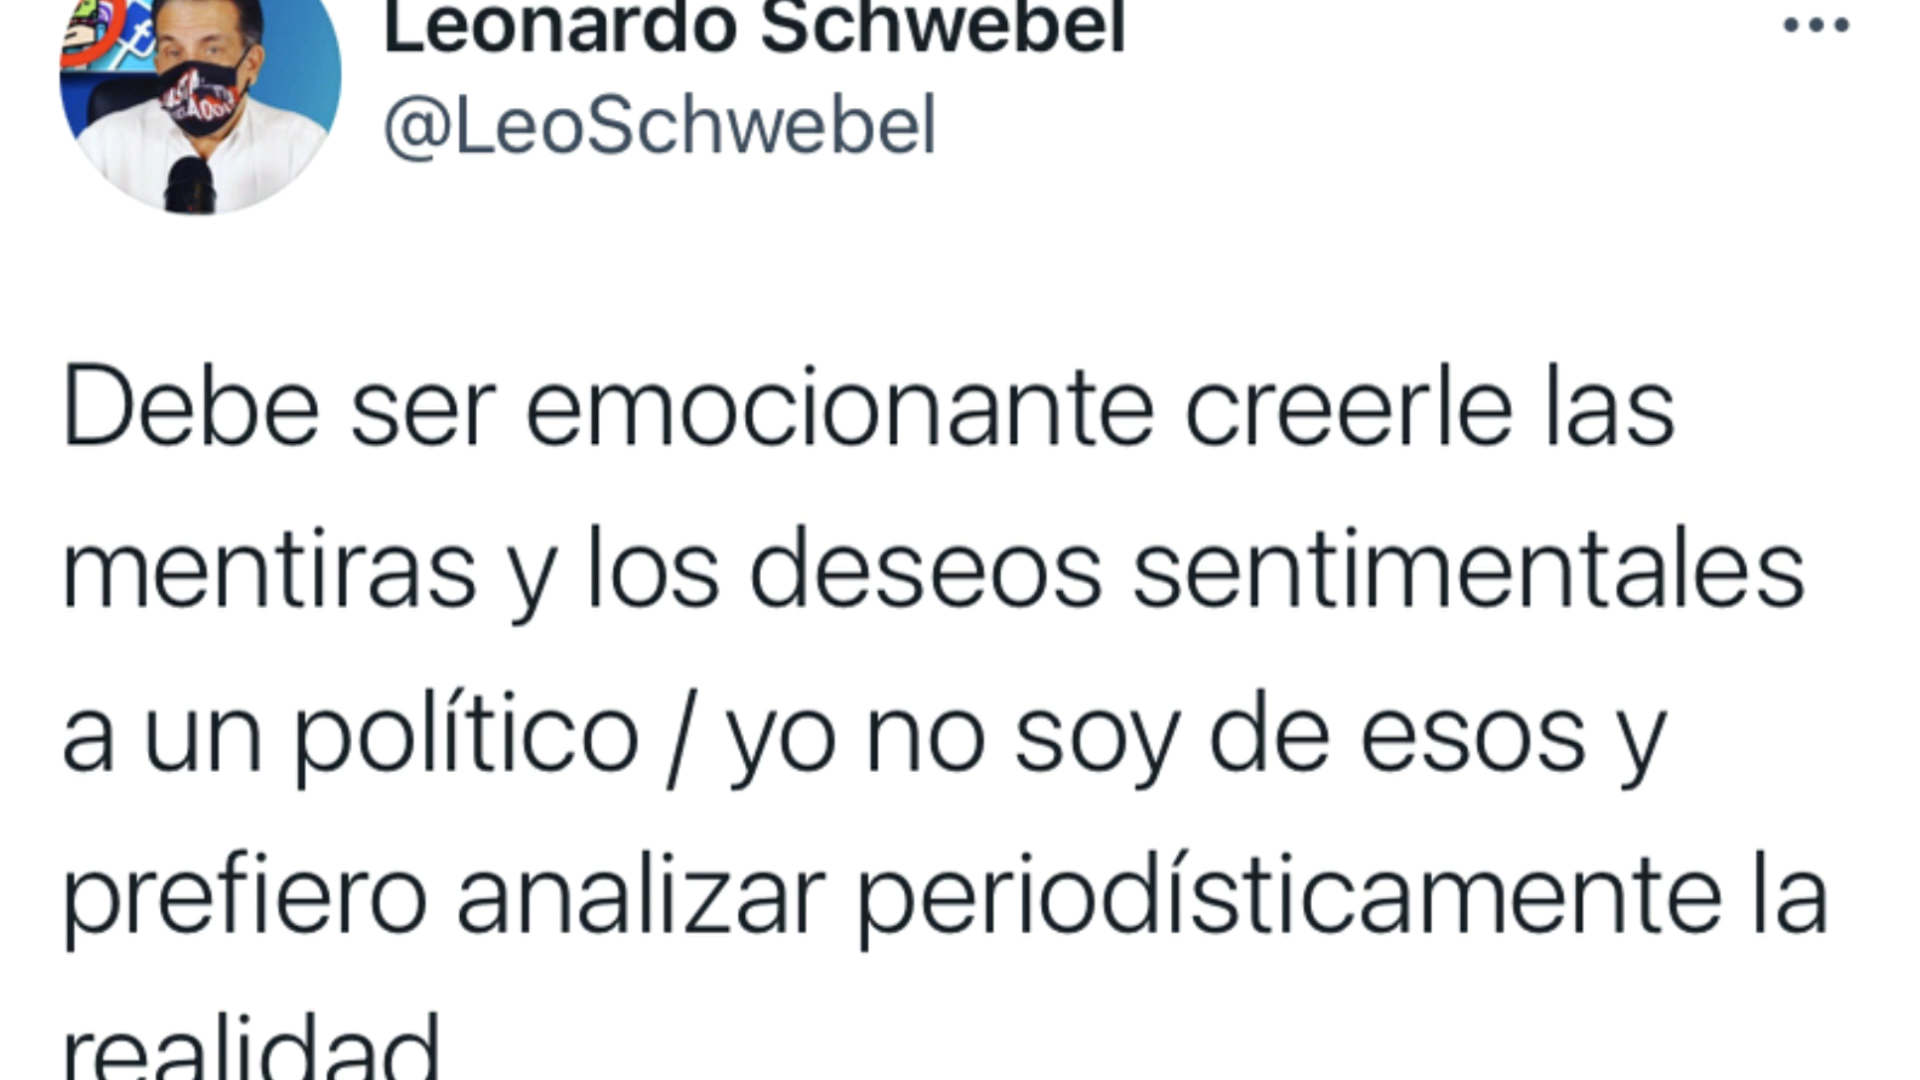 Leonardo Schwebel
@LeoSchwebel
Debe ser emocionante creerle las
mentiras y los deseos sentimentales
a un político / yo no soy de esos y
prefiero analizar periodísticamente la
realidad